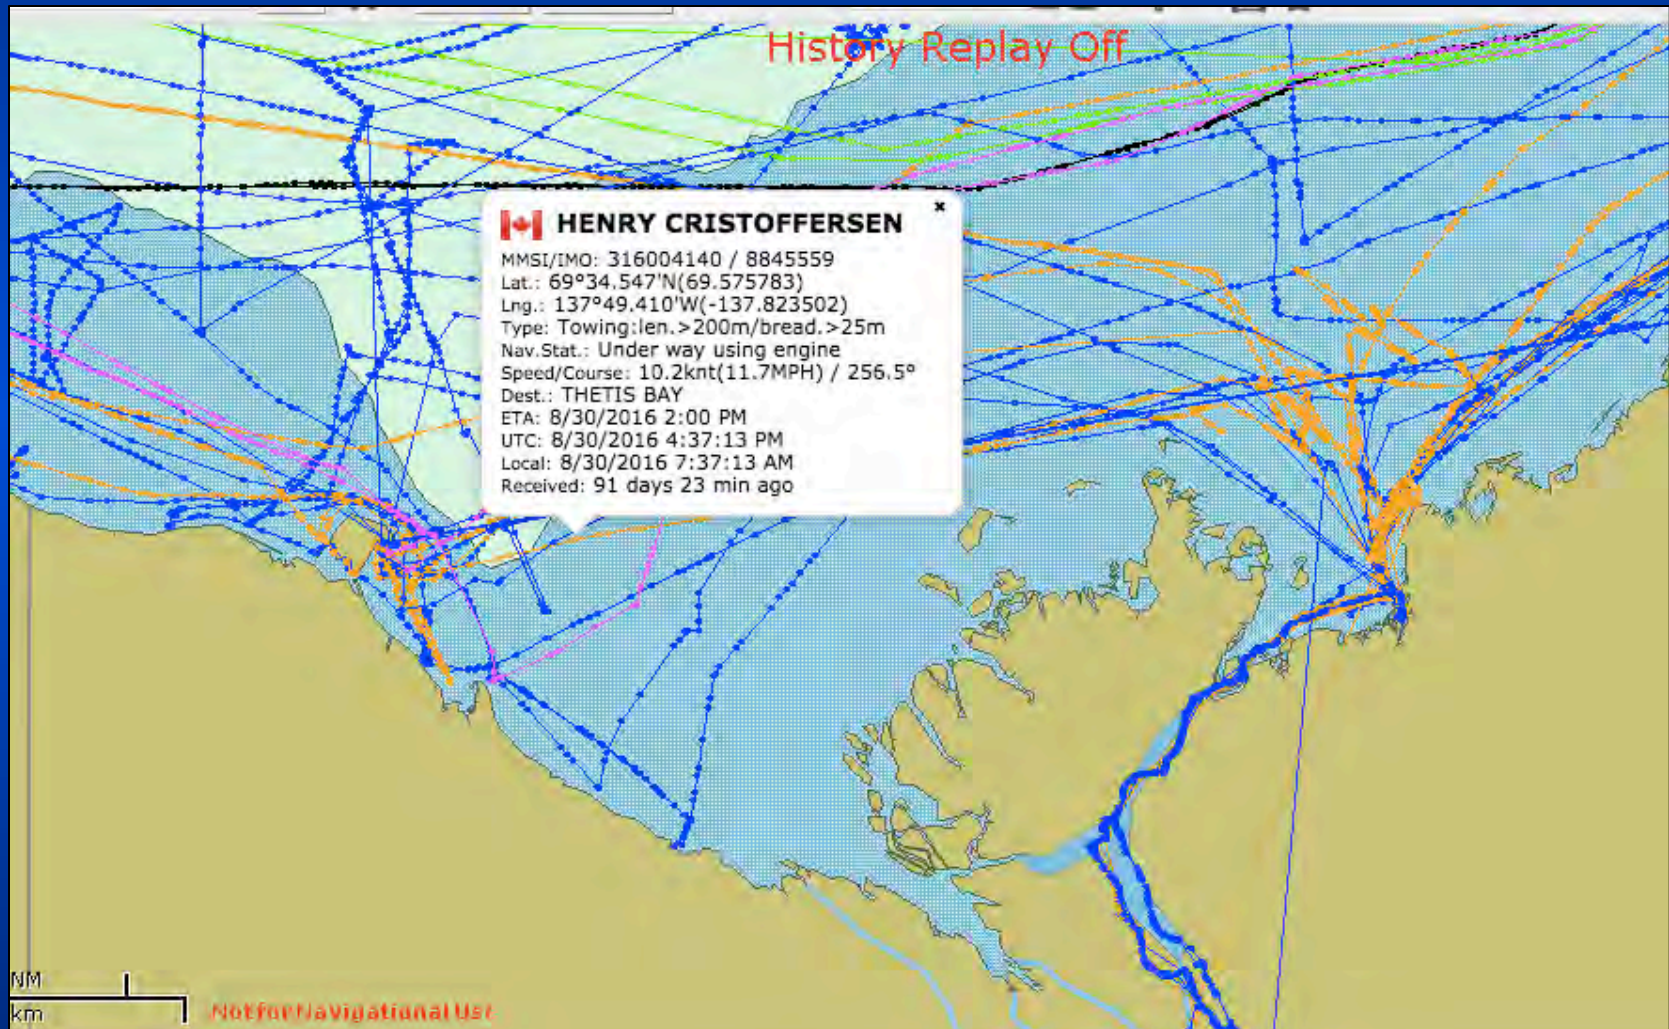 History Replay Off
HENRY CRISTOFFERSEN
MMSI/IMO: 316004140 / 8845559
Lat.: 69°34.547'N(69.575783)
Lng.: 137°49.410'W(-137.823502)
Type: Towing:len.>200m/bread.>25m
Nav.Stat.: Under way using engine
Speed/Course: 10.2knt(11.7MPH) / 256.5°
Dest.: THETIS BAY
ETA: 8/30/2016 2:00 PM
UTC: 8/30/2016 4:37:13 PM
Local: 8/30/2016 7:37:13 AM
Received: 91 days 23 min ago
NM
km
Not for Navigational Us